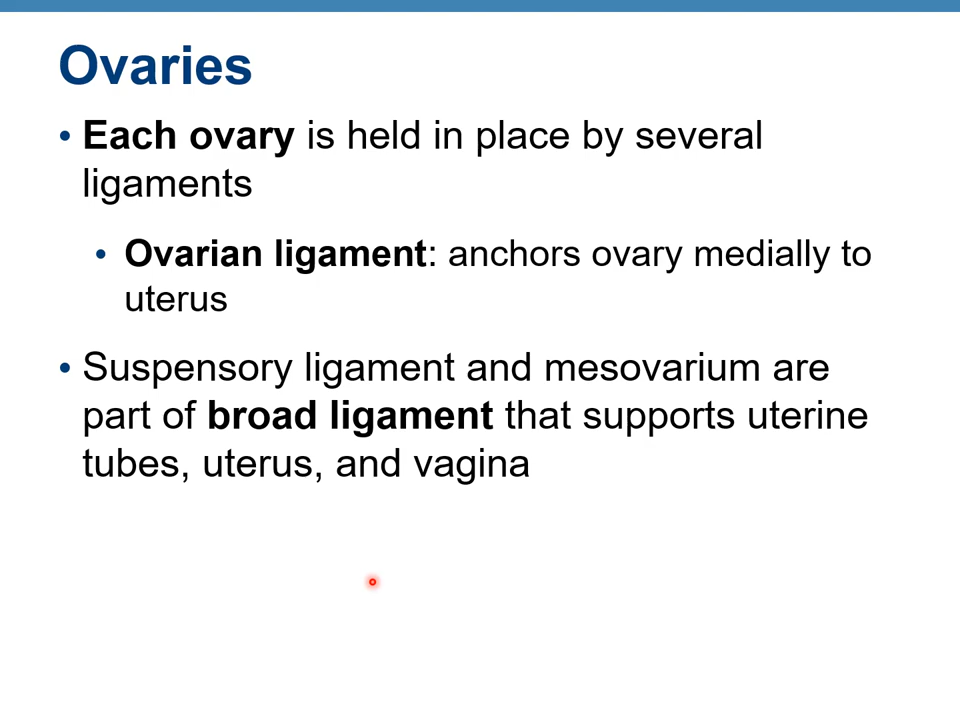 Ovaries
• Each ovary is held in place by several
ligaments
• Ovarian ligament: anchors ovary medially to
uterus
• Suspensory ligament and mesovarium are
part of broad ligament that supports uterine
tubes, uterus, and vagina